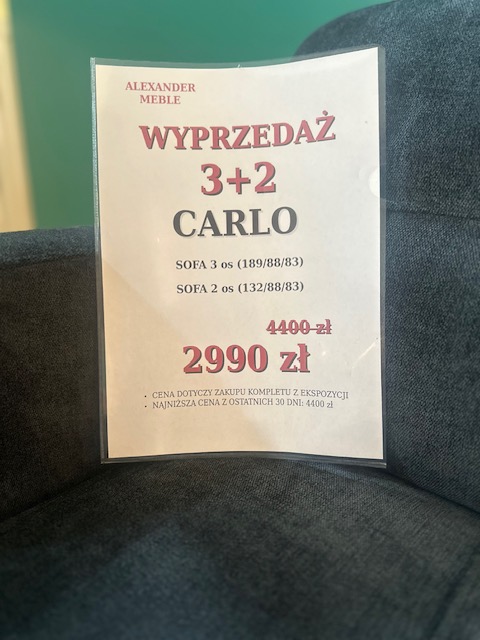 ALEXANDER
MEBLE
WYPRZEDAŻ
3+2
CARLO
SOFA 3 os (189/88/83)
SOFA 2 os (132/88/83)
4400 zł
2990 zł
• CENA DOTYCZY ZAKUPU KOMPLETU Z EKSPOZYCJI
• NAJNIŻSZA CENA Z OSTATNICH 30 DNI: 4400 zł